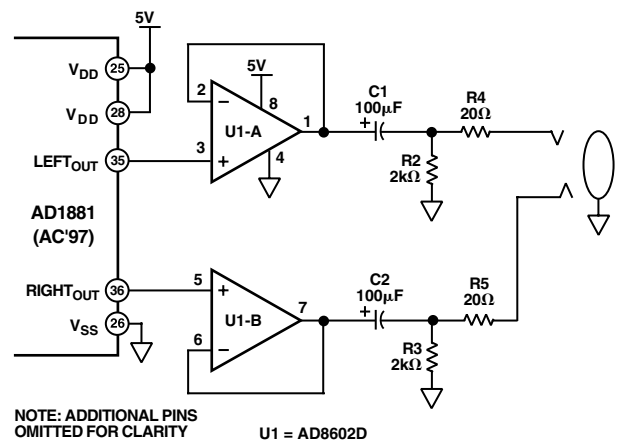 5V
VDD 25
5V
2
−
8
C1
100µF
R4
20Ω
VDD 28
U1-A
1
+
LEFTOUT 35
3
+
4
R2
2kΩ
AD1881
(AC'97)
RIGHTOUT 36
5
+
7
C2
100µF
R5
20Ω
+
VSS 26
U1-B
6
−
R3
2kΩ
NOTE: ADDITIONAL PINS
OMITTED FOR CLARITY
U1 = AD8602D